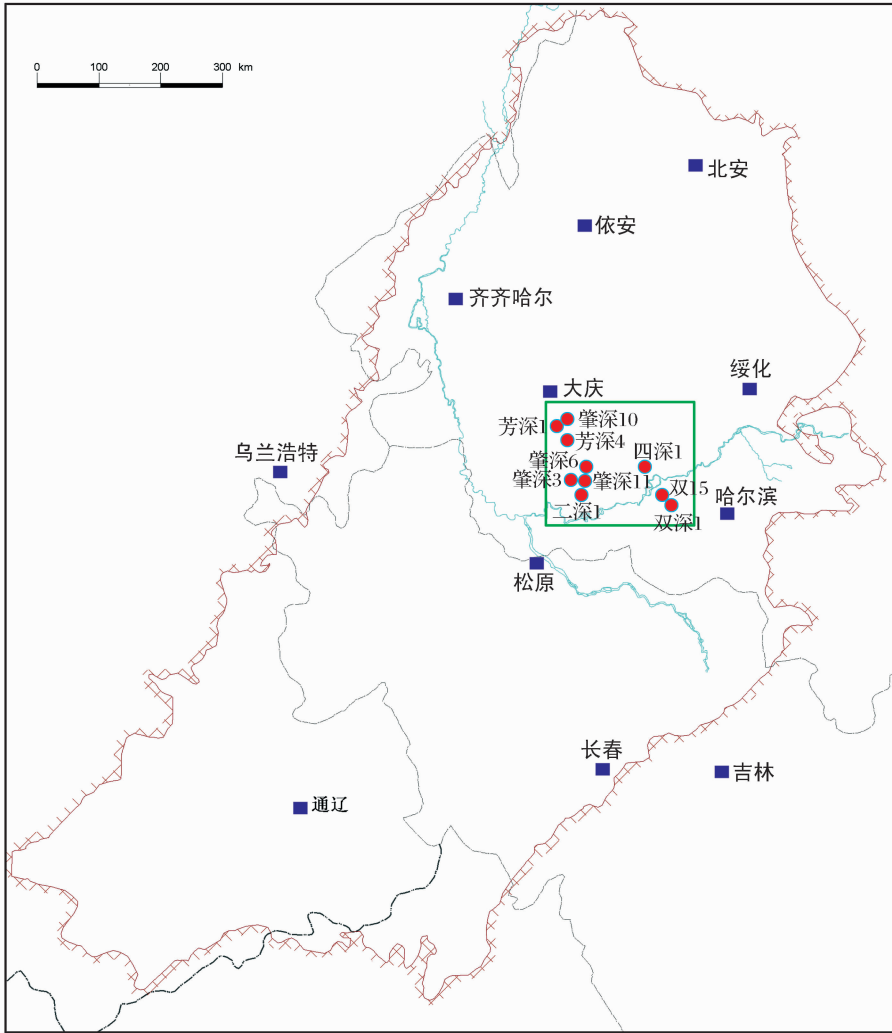 0 100 200 300 km
北安
依安
齐齐哈尔
绥化
大庆
肇深10
芳深1
芳深4
乌兰浩特
肇深6
四深1
肇深3
肇深11
双15
二深1
哈尔滨
双深1
松原
长春
吉林
通辽